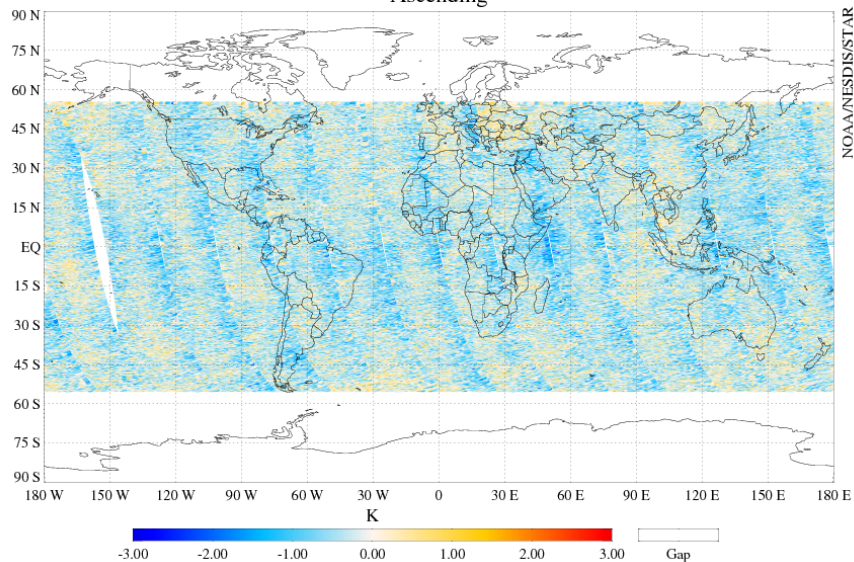 Ascending
90 N
75 N
60 N
45 N
30 N
15 N
EQ
15 S
30 S
45 S
60 S
75 S
90 S
180 W 150 W 120 W 90 W 60 W 30 W 0 30 E 60 E 90 E 120 E 150 E 180 E
K
-3.00 -2.00 -1.00 0.00 1.00 2.00 3.00 Gap
NOAA/NESDIS/STAR